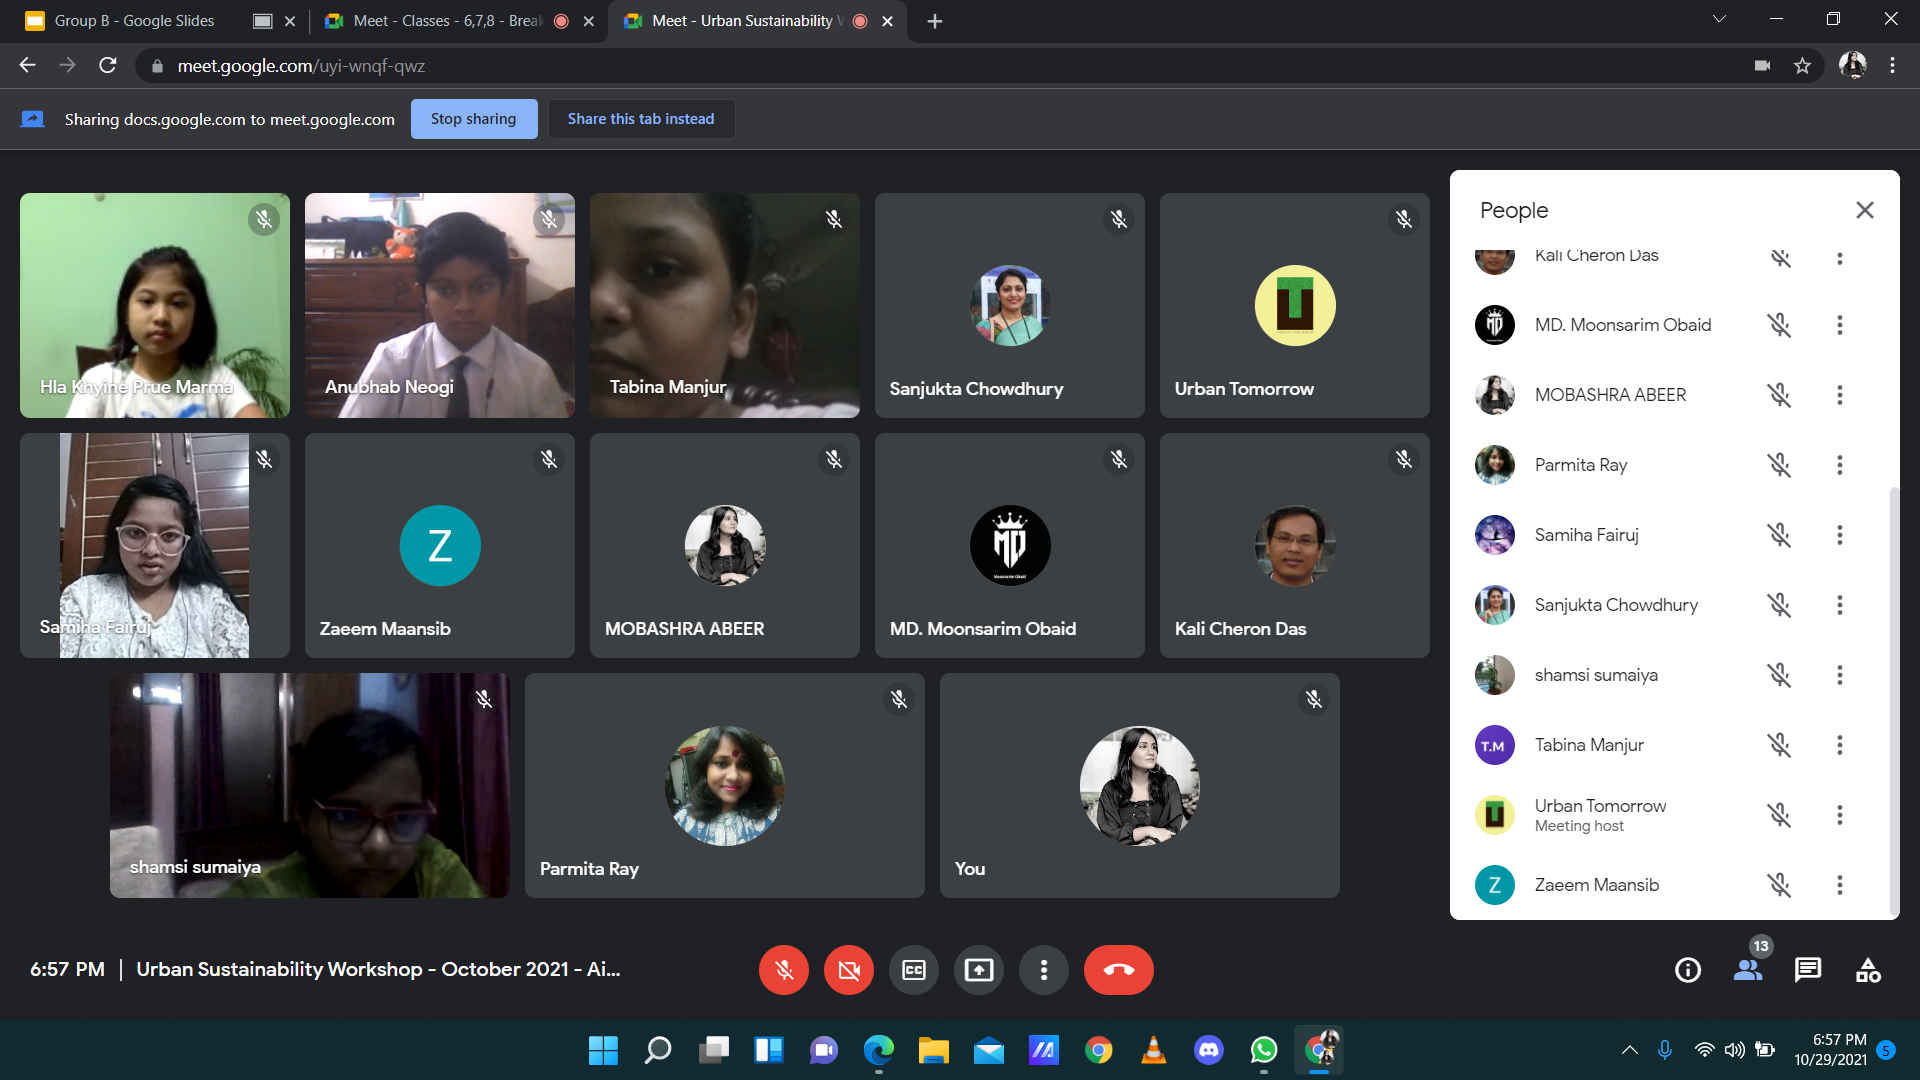 Group B - Google Slides
Meet - Classes - 6,7,8 - Break
Meet - Urban Sustainability W
meet.google.com/uyi-wnqf-qwz
Sharing docs.google.com to meet.google.com
Stop sharing
Share this tab instead
Hla Khyine Prue Marma
Anubhab Neogi
Tabina Manjur
Sanjukta Chowdhury
Urban Tomorrow
Samiha Fairuj
Z
Zaeem Maansib
MOBASHRA ABEER
MD
Moonsarim Obaid
MD. Moonsarim Obaid
Kali Cheron Das
shamsi sumaiya
Parmita Ray
You
People
Kali Cheron Das
MD. Moonsarim Obaid
MOBASHRA ABEER
Parmita Ray
Samiha Fairuj
Sanjukta Chowdhury
shamsi sumaiya
T.M
Tabina Manjur
Urban Tomorrow
Meeting host
Z
Zaeem Maansib
6:57 PM | Urban Sustainability Workshop - October 2021 - Ai...
CC
13
6:57 PM
10/29/2021
5